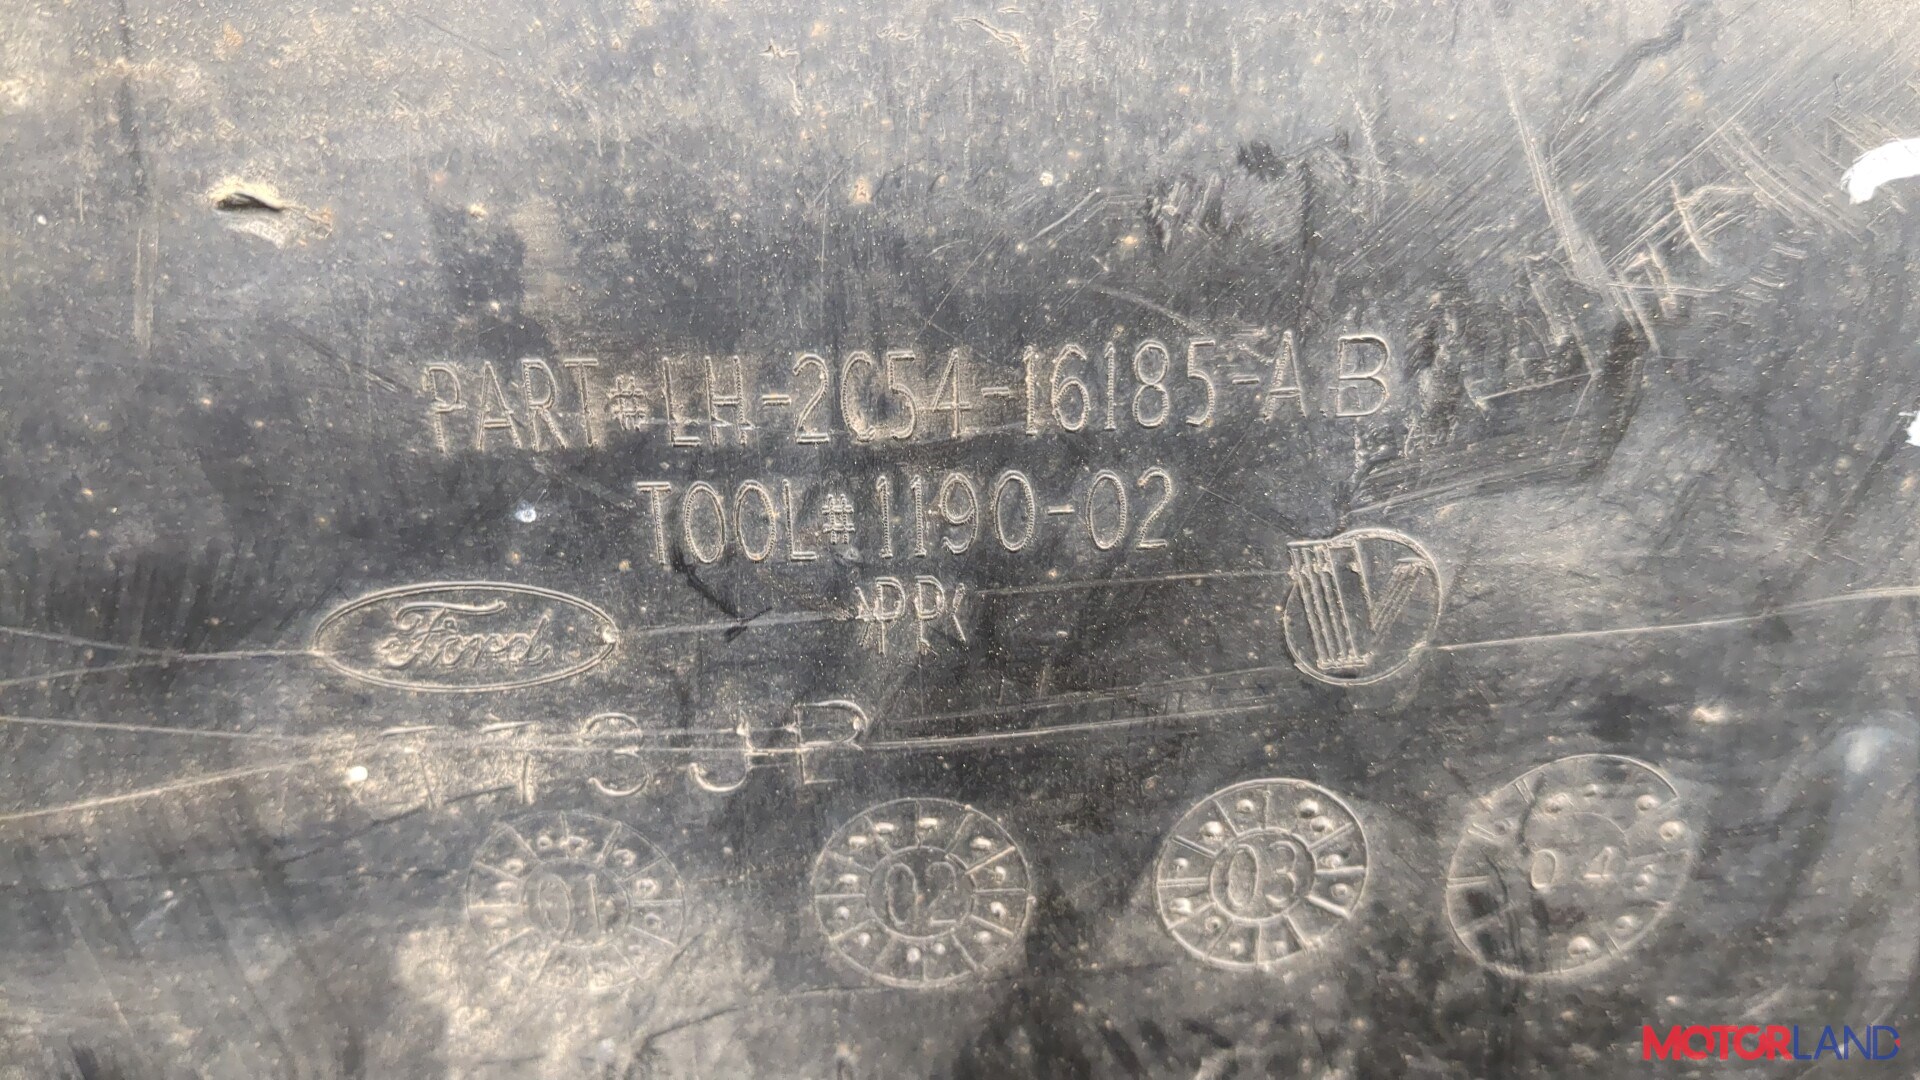 PART#LH-2C54-16185-AB
TOOL#1190-02
>PP<
Ford
01 02 03 04
MOTORLAND